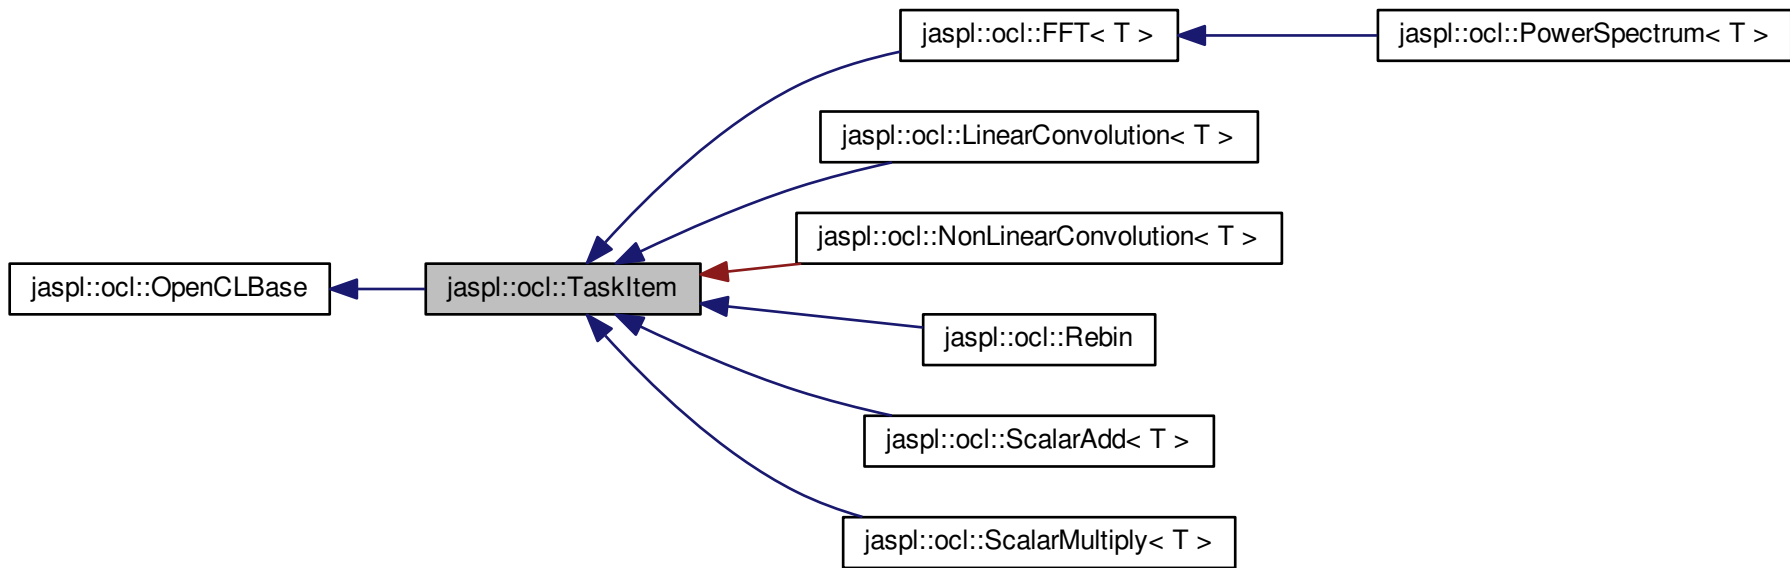 jaspl::ocl::FFT< T >
jaspl::ocl::PowerSpectrum< T >
jaspl::ocl::LinearConvolution< T >
jaspl::ocl::NonLinearConvolution< T >
jaspl::ocl::OpenCLBase
jaspl::ocl::TaskItem
jaspl::ocl::Rebin
jaspl::ocl::ScalarAdd< T >
jaspl::ocl::ScalarMultiply< T >